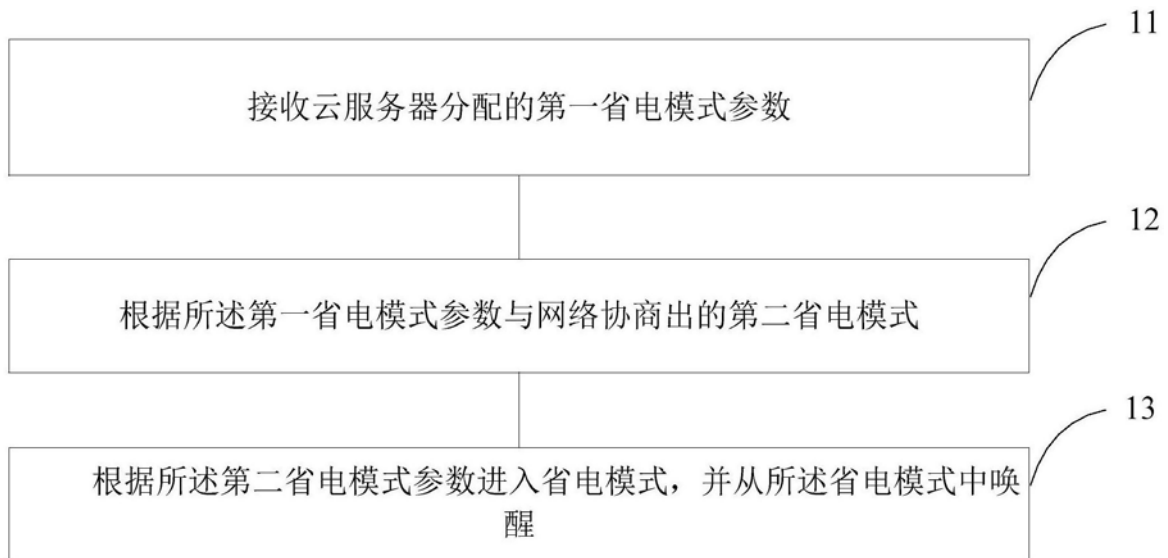 11
接收云服务器分配的第一省电模式参数
12
根据所述第一省电模式参数与网络协商出的第二省电模式
13
根据所述第二省电模式参数进入省电模式，并从所述省电模式中唤
醒